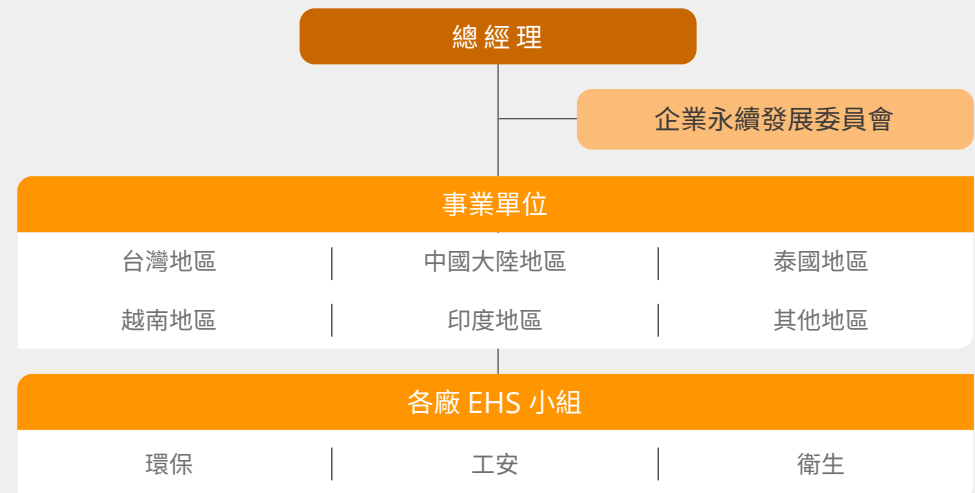 總經理
企業永續發展委員會
事業單位
台灣地區 中國大陸地區 泰國地區
越南地區 印度地區 其他地區
各廠 EHS 小組
環保 工安 衛生